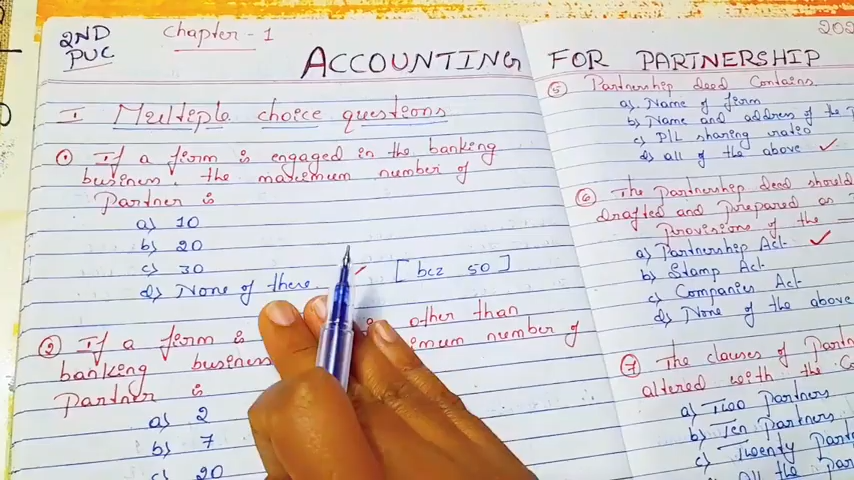 2ND
PUC
Chapter - 1
ACCOUNTING FOR PARTNERSHIP
202
I Multiple choice questions
① If a firm is engaged in the banking
business, the maximum number of
Partner is
a) 10
b) 20
c) 30
d) None of there [bcz 50]
② If a firm is other than
banking business number of
Partner is
a) 2
b) 7
c) 20
⑤ Partnership deed Contains
a) Name of firm
b) Name and address of the
c) P/L sharing ratio
d) all of the above ✓
⑥ The Partnership deed should
drafted and prepared as
Provisions of the
a) Partnership Act ✓
b) Stamp Act
c) Companies Act
d) None of the above
⑦ The clauses of
altered with the
a) Two Partners
b) Ten Partners
c) Twenty
all the